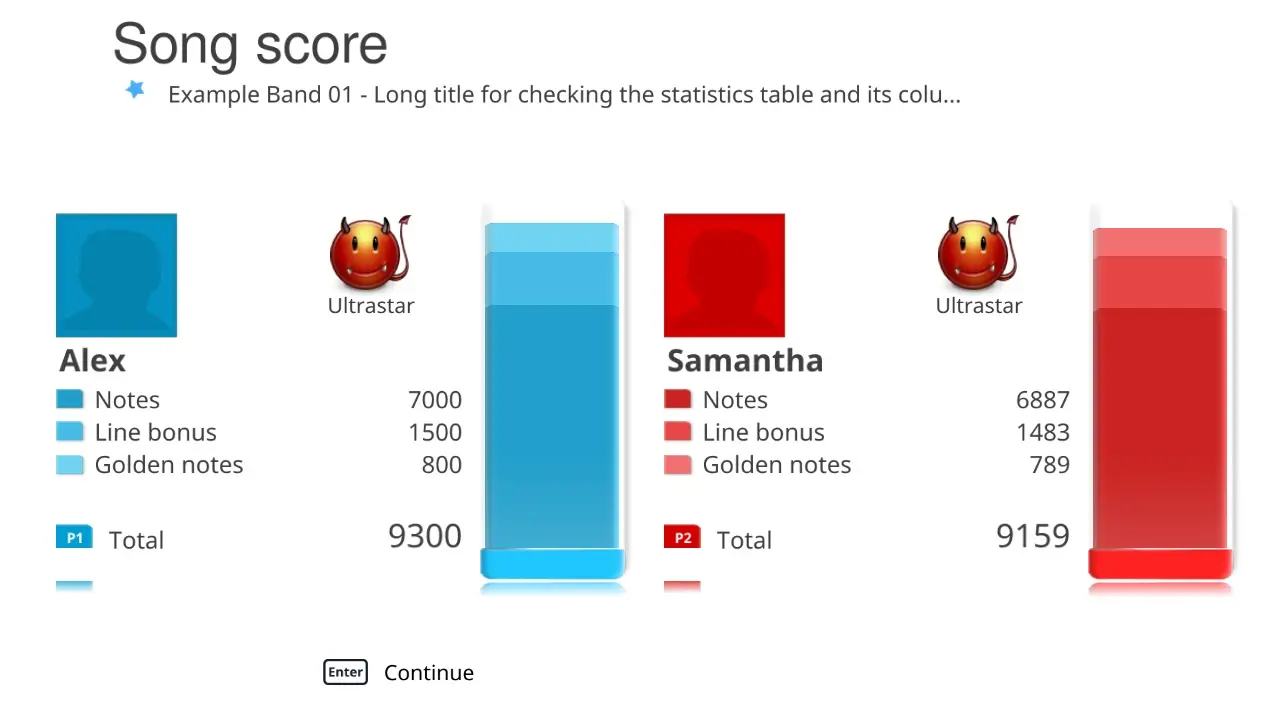 Song score
Example Band 01 - Long title for checking the statistics table and its colu...
Ultrastar
Alex
Notes 7000
Line bonus 1500
Golden notes 800
P1 Total 9300
Ultrastar
Samantha
Notes 6887
Line bonus 1483
Golden notes 789
P2 Total 9159
Enter Continue